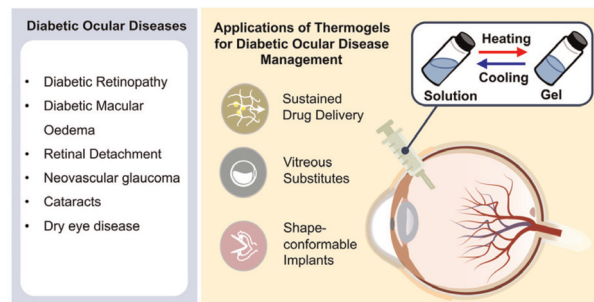 Diabetic Ocular Diseases
• Diabetic Retinopathy
• Diabetic Macular
Oedema
• Retinal Detachment
• Neovascular glaucoma
• Cataracts
• Dry eye disease
Applications of Thermogels
for Diabetic Ocular Disease
Management
Sustained
Drug Delivery
Vitreous
Substitutes
Shape-
conformable
Implants
Heating
Cooling
Solution
Gel